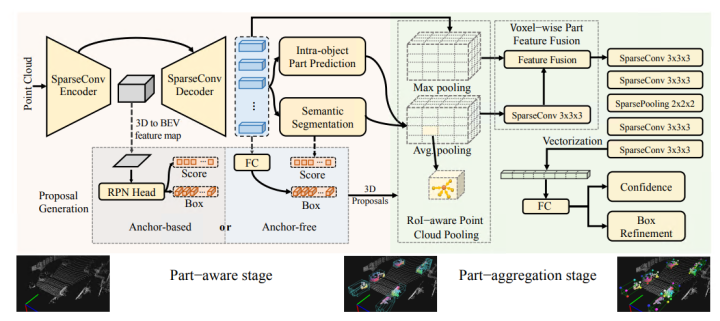 Point Cloud
SparseConv
Encoder
SparseConv
Decoder
3D to BEV
feature map
Intra-object
Part Prediction
Semantic
Segmentation
Max pooling
Avg. pooling
Voxel-wise Part
Feature Fusion
Feature Fusion
SparseConv 3x3x3
SparseConv 3x3x3
SparseConv 3x3x3
SparsePooling 2x2x2
SparseConv 3x3x3
SparseConv 3x3x3
Vectorization
Proposal
Generation
RPN Head
Score
Box
Anchor-based
or
FC
Score
Box
Anchor-free
3D
Proposals
RoI-aware Point
Cloud Pooling
FC
Confidence
Box
Refinement
Part-aware stage
Part-aggregation stage